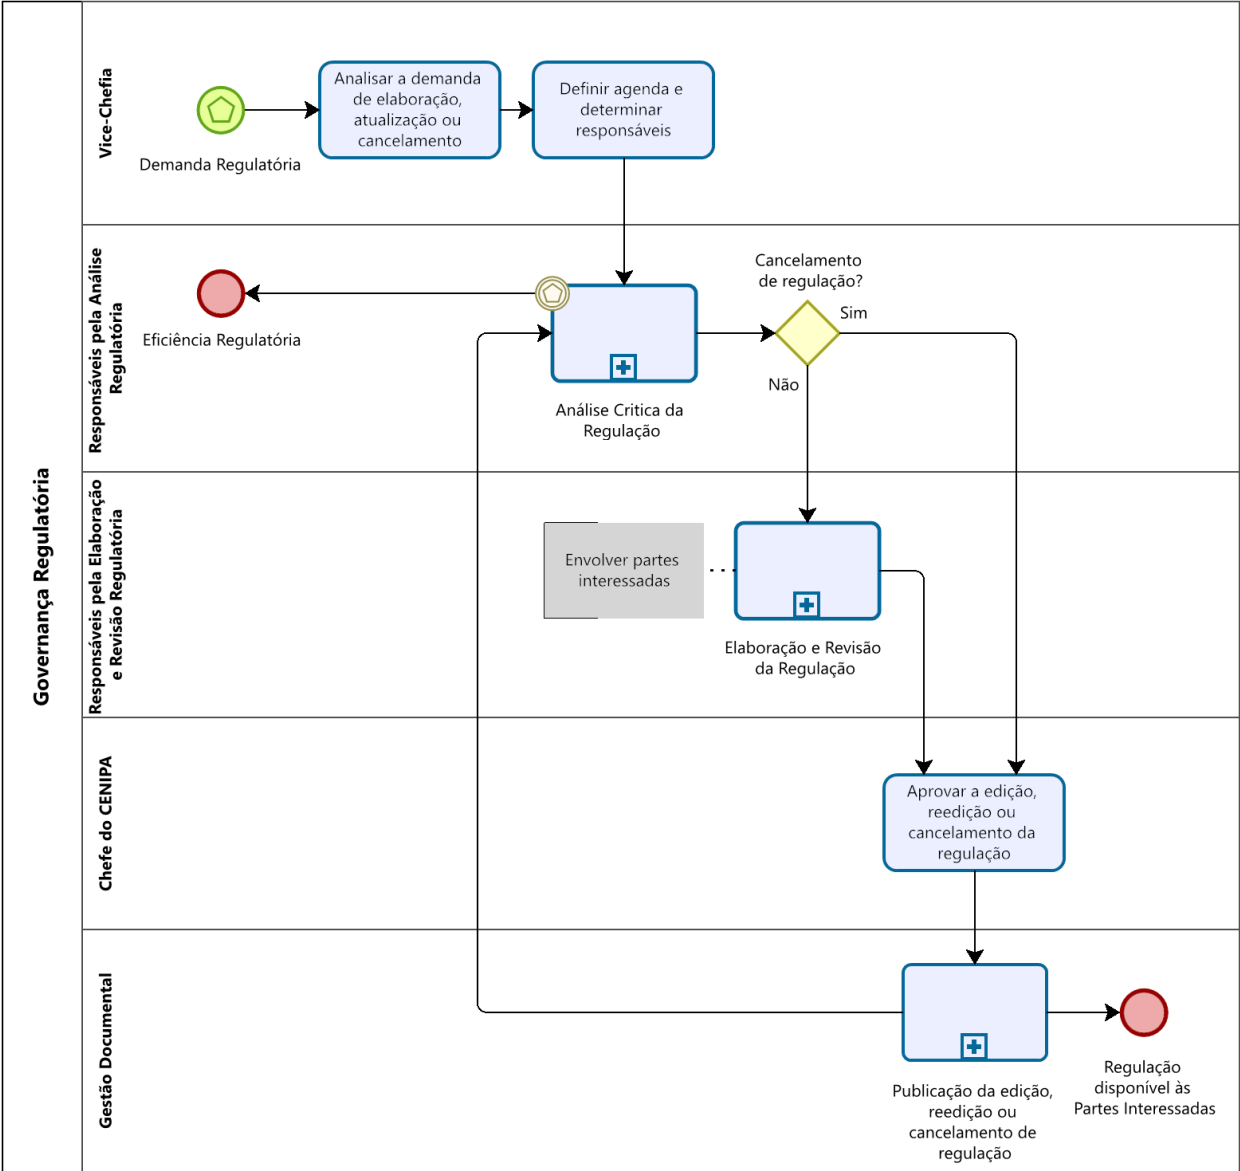 Governança Regulatória
Vice-Chefia
Demanda Regulatória
Analisar a demanda
de elaboração,
atualização ou
cancelamento
Definir agenda e
determinar
responsáveis
Responsáveis pela Análise
Regulatória
Eficiência Regulatória
Análise Critica da
Regulação
Cancelamento
de regulação?
Sim
Não
Responsáveis pela Elaboração
e Revisão Regulatória
Envolver partes
interessadas
Elaboração e Revisão
da Regulação
Chefe do CENIPA
Aprovar a edição,
reedição ou
cancelamento da
regulação
Gestão Documental
Publicação da edição,
reedição ou
cancelamento de
regulação
Regulação
disponível às
Partes Interessadas